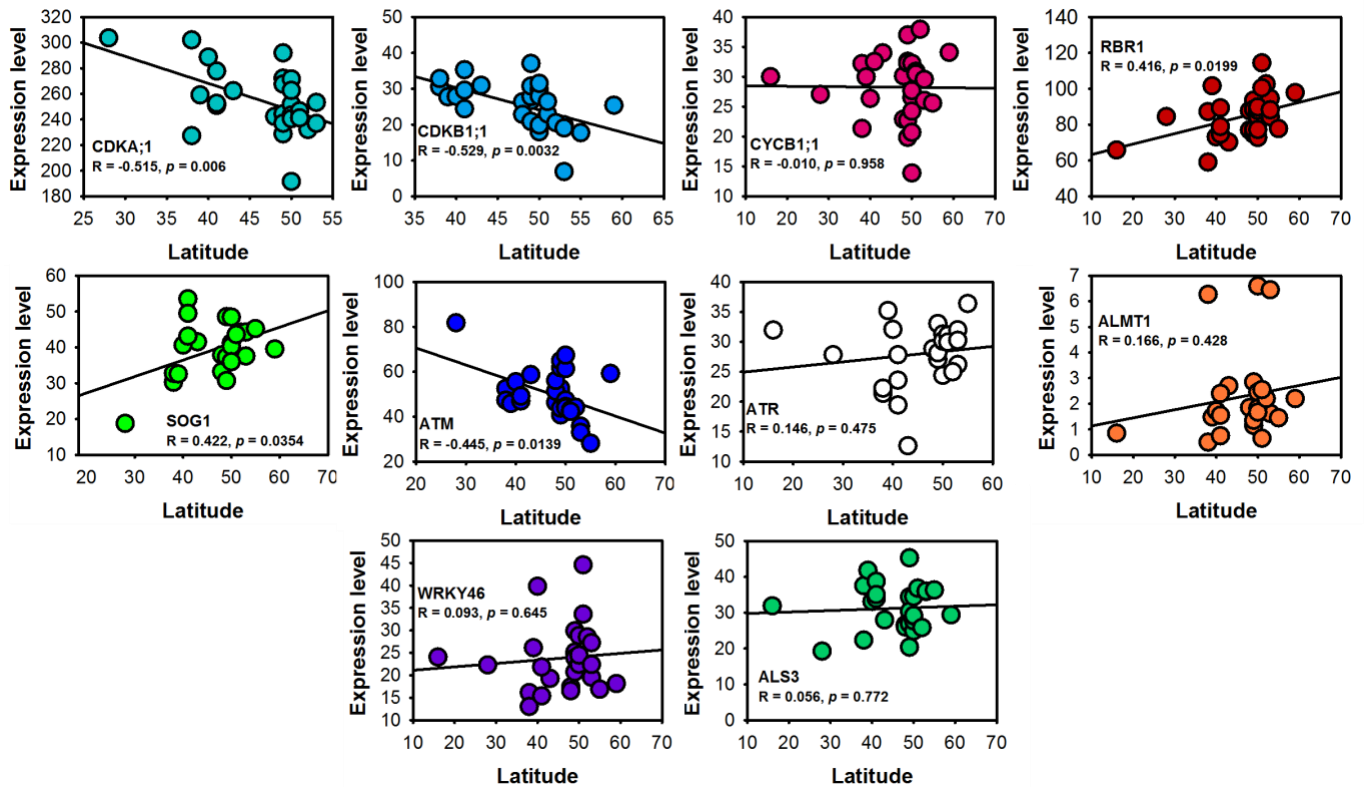 Expression level
320
300
280
260
240
220
200
180
CDKA;1
R = -0.515, p = 0.006
25 30 35 40 45 50 55
Latitude
Expression level
50
40
30
20
10
0
CDKB1;1
R = -0.529, p = 0.0032
35 40 45 50 55 60 65
Latitude
Expression level
40
35
30
25
20
15
10
CYCB1;1
R = -0.010, p = 0.958
10 20 30 40 50 60 70
Latitude
Expression level
140
120
100
80
60
40
RBR1
R = 0.416, p = 0.0199
10 20 30 40 50 60 70
Latitude
Expression level
60
50
40
30
20
10
SOG1
R = 0.422, p = 0.0354
20 30 40 50 60 70
Latitude
Expression level
100
80
60
40
20
ATM
R = -0.445, p = 0.0139
20 30 40 50 60 70
Latitude
Expression level
40
35
30
25
20
15
10
ATR
R = 0.146, p = 0.475
10 20 30 40 50 60
Latitude
Expression level
7
6
5
4
3
2
1
0
ALMT1
R = 0.166, p = 0.428
10 20 30 40 50 60 70
Latitude
Expression level
50
45
40
35
30
25
20
15
10
WRKY46
R = 0.093, p = 0.645
10 20 30 40 50 60 70
Latitude
Expression level
50
40
30
20
10
0
ALS3
R = 0.056, p = 0.772
10 20 30 40 50 60 70
Latitude